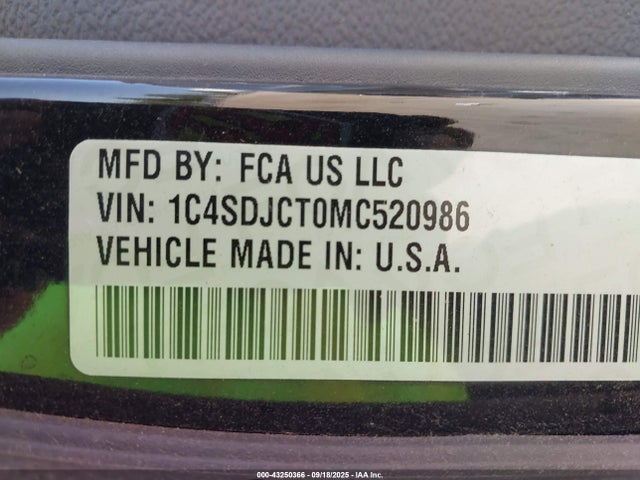 MFD BY: FCA US LLC
VIN: 1C4SDJCT0MC520986
VEHICLE MADE IN: U.S.A.
000-43250366 - 09/18/2025 - IAA Inc.